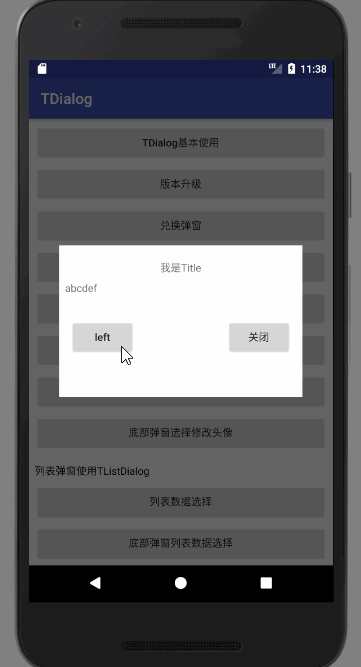 LTE 11:38
TDialog
TDialog基本使用
版本升级
兑换弹窗
我是Title
abcdef
left 关闭
底部弹窗选择修改头像
列表弹窗使用TListDialog
列表数据选择
底部弹窗列表数据选择